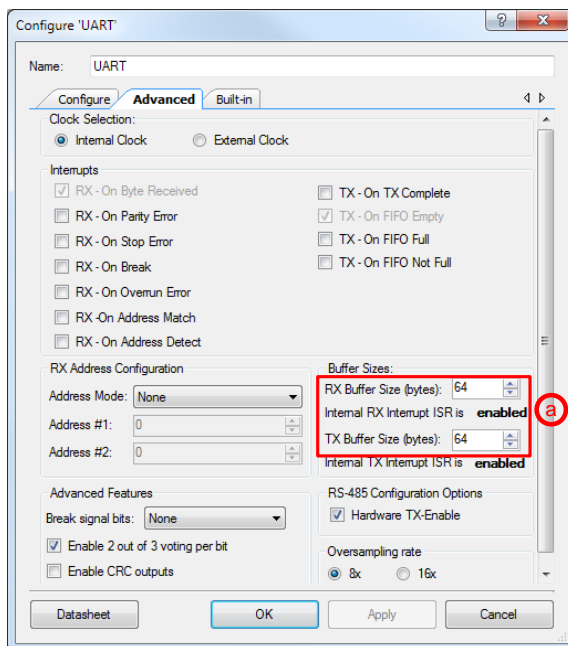 Configure 'UART'
Name: UART
Configure Advanced Built-in
Clock Selection:
Internal Clock External Clock
Interrupts
RX - On Byte Received
RX - On Parity Error
RX - On Stop Error
RX - On Break
RX - On Overrun Error
RX -On Address Match
RX - On Address Detect
TX - On TX Complete
TX - On FIFO Empty
TX - On FIFO Full
TX - On FIFO Not Full
RX Address Configuration
Address Mode: None
Address #1: 0
Address #2: 0
Buffer Sizes:
RX Buffer Size (bytes): 64
Internal RX Interrupt ISR is enabled
TX Buffer Size (bytes): 64
Internal TX Interrupt ISR is enabled
a
Advanced Features
Break signal bits: None
Enable 2 out of 3 voting per bit
Enable CRC outputs
RS-485 Configuration Options
Hardware TX-Enable
Oversampling rate
8x 16x
Datasheet OK Apply Cancel